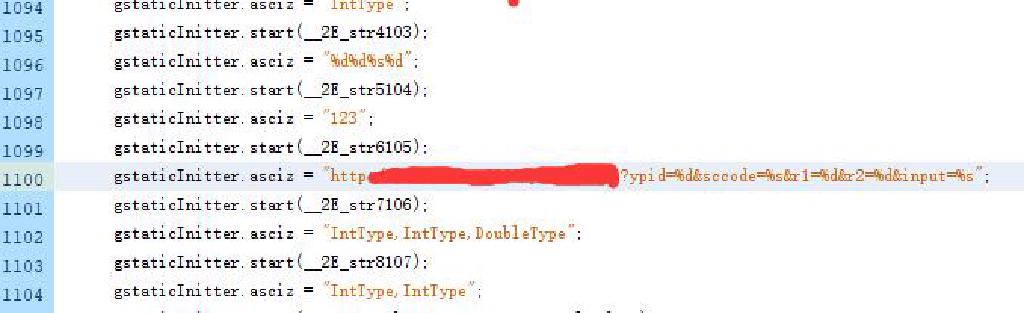 1094 gstaticInitter.asciz = "IntType";
1095 gstaticInitter.start(__2E_str4103);
1096 gstaticInitter.asciz = "%d%d%s%d";
1097 gstaticInitter.start(__2E_str5104);
1098 gstaticInitter.asciz = "123";
1099 gstaticInitter.start(__2E_str6105);
1100 gstaticInitter.asciz = "http ?ypid=%d&sccode=%s&r1=%d&r2=%d&input=%s";
1101 gstaticInitter.start(__2E_str7106);
1102 gstaticInitter.asciz = "IntType,IntType,DoubleType";
1103 gstaticInitter.start(__2E_str8107);
1104 gstaticInitter.asciz = "IntType,IntType";